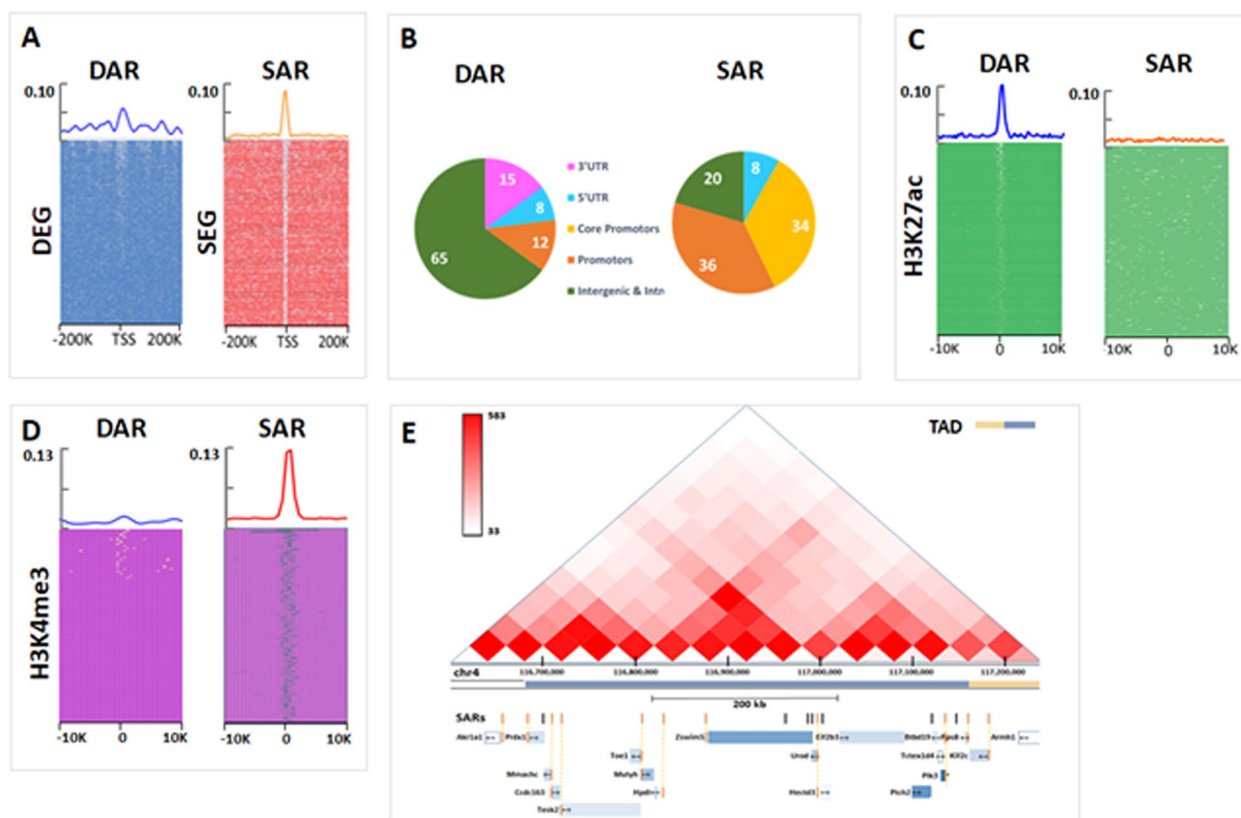 A
DAR
SAR
0.10
0.10
DEG
SEG
-200K TSS 200K
-200K TSS 200K
B
DAR
SAR
15
8
12
65
3'UTR
5'UTR
Core Promotors
Promotors
Intergenic & Intr
8
34
36
20
C
DAR
SAR
0.10
0.10
H3K27ac
-10K 0 10K
-10K 0 10K
D
DAR
SAR
0.13
0.13
H3K4me3
-10K 0 10K
-10K 0 10K
E
583
33
TAD
chr4
116,700,000 116,800,000 116,900,000 117,000,000 117,100,000 117,200,000
200 kb
SARs
Akr1a1 Prdx1 Zswim5 Eif2b3 Btbd19 Rps8 Armh1
Toe1 Urod Tctex1d4 Kif2c
Mmachc Mutyh Plk3
Ccdc163 Hpdl Hectd3 Ptch2
Tesk2